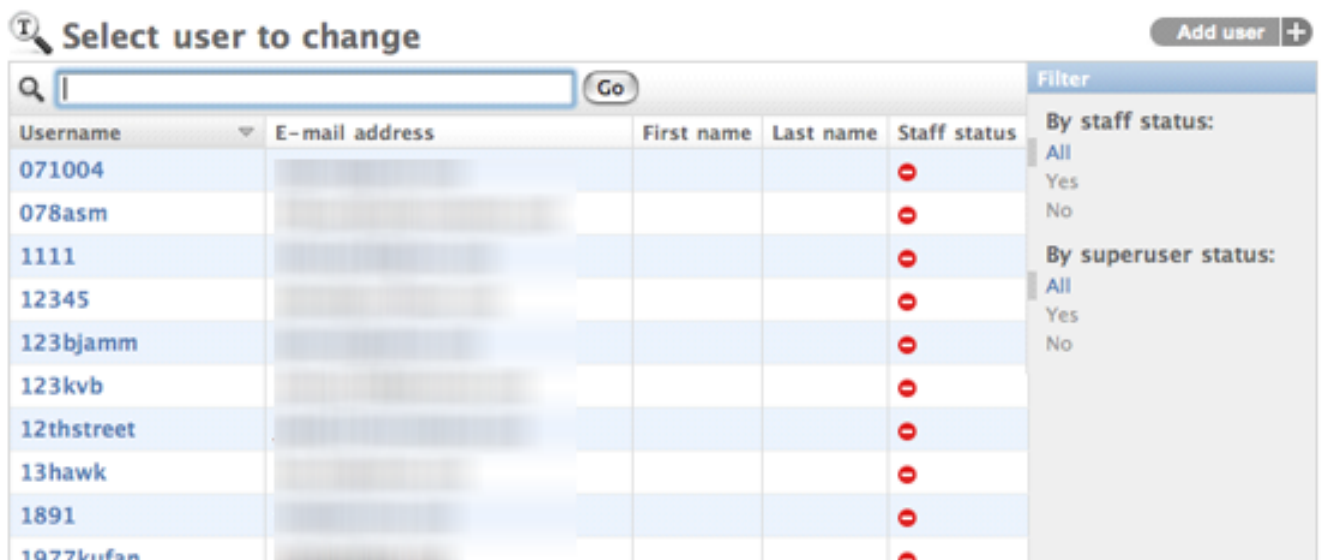 Select user to change
Add user +
Go
Filter
Username E-mail address First name Last name Staff status
By staff status:
All
Yes
No
By superuser status:
All
Yes
No
071004
078asm
1111
12345
123bjamm
123kvb
12thstreet
13hawk
1891
1977kufan